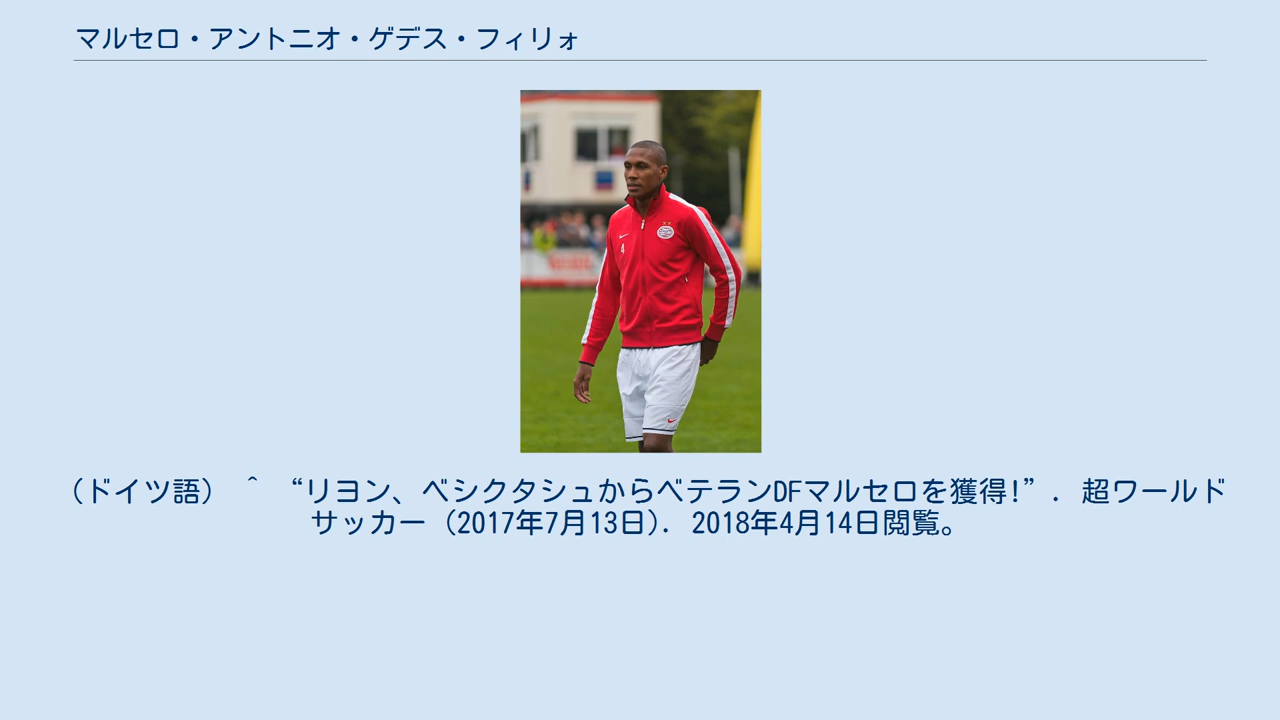 マルセロ・アントニオ・ゲデス・フィリォ
4
(ドイツ語) ^ “リヨン、ベシクタシュからベテランDFマルセロを獲得!”. 超ワールド
サッカー (2017年7月13日). 2018年4月14日閲覧。